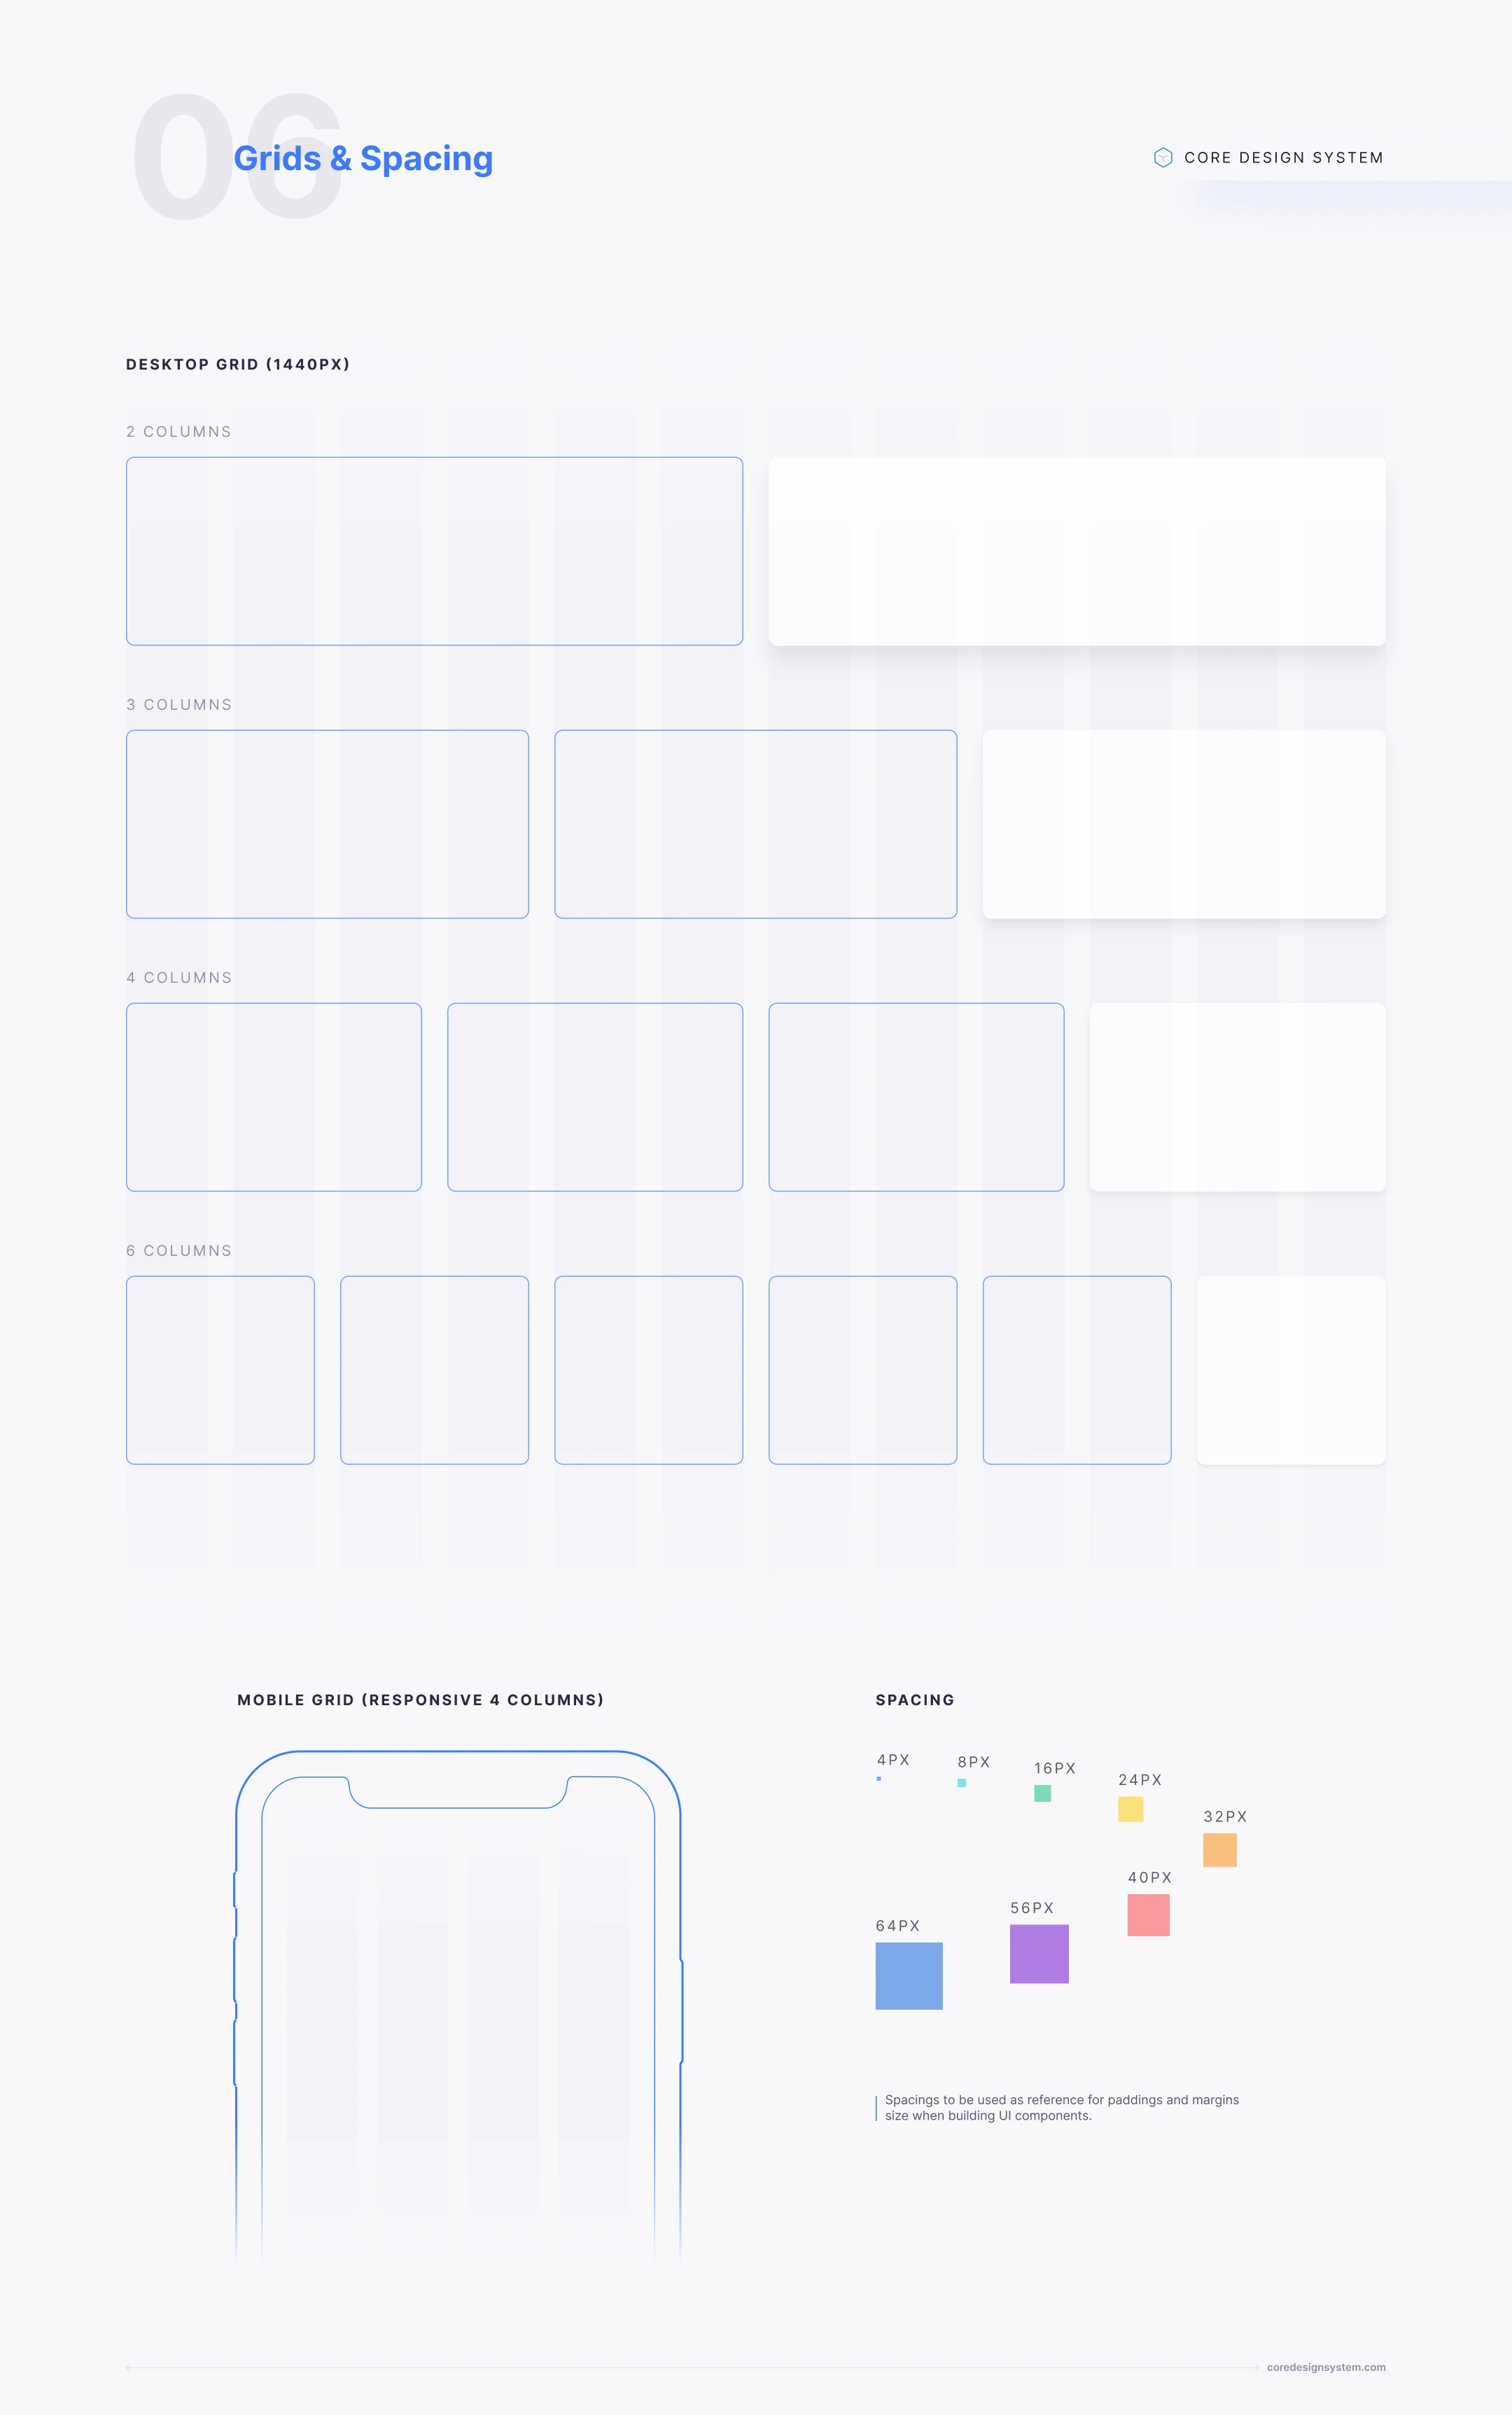 06
Grids & Spacing
CORE DESIGN SYSTEM
DESKTOP GRID (1440PX)
2 COLUMNS
3 COLUMNS
4 COLUMNS
6 COLUMNS
MOBILE GRID (RESPONSIVE 4 COLUMNS)
SPACING
4PX
8PX
16PX
24PX
32PX
40PX
56PX
64PX
Spacings to be used as reference for paddings and margins
size when building UI components.
coredesignsystem.com